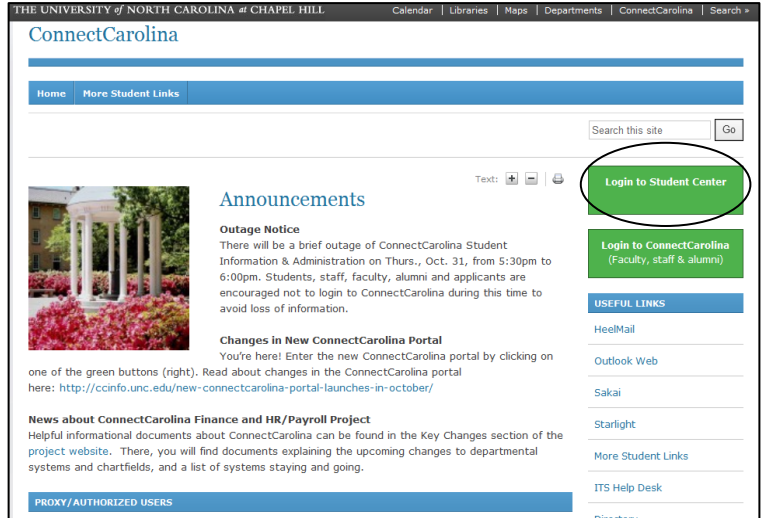 THE UNIVERSITY of NORTH CAROLINA at CHAPEL HILL
Calendar | Libraries | Maps | Departments | ConnectCarolina | Search »
ConnectCarolina
Home
More Student Links
Search this site
Go
Text: + −
Login to Student Center
Announcements
Outage Notice
There will be a brief outage of ConnectCarolina Student
Information & Administration on Thurs., Oct. 31, from 5:30pm to
6:00pm. Students, staff, faculty, alumni and applicants are
encouraged not to login to ConnectCarolina during this time to
avoid loss of information.
Changes in New ConnectCarolina Portal
You're here! Enter the new ConnectCarolina portal by clicking on
one of the green buttons (right). Read about changes in the ConnectCarolina portal
here: http://ccinfo.unc.edu/new-connectcarolina-portal-launches-in-october/
News about ConnectCarolina Finance and HR/Payroll Project
Helpful informational documents about ConnectCarolina can be found in the Key Changes section of the
project website. There, you will find documents explaining the upcoming changes to departmental
systems and chartfields, and a list of systems staying and going.
PROXY/AUTHORIZED USERS
Login to ConnectCarolina
(Faculty, staff & alumni)
USEFUL LINKS
HeelMail
Outlook Web
Sakai
Starlight
More Student Links
ITS Help Desk
Directory